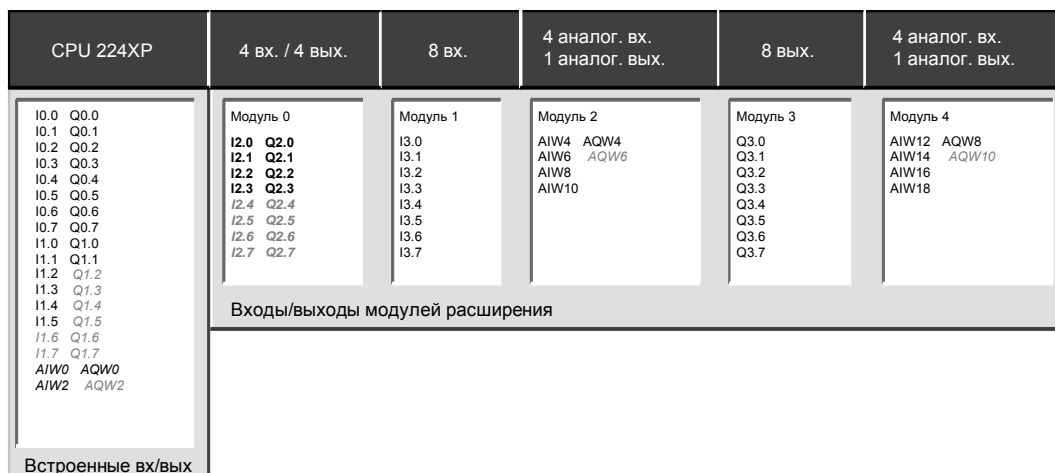 CPU 224XP
4 вх. / 4 вых.
8 вх.
4 аналог. вх.
1 аналог. вых.
8 вых.
4 аналог. вх.
1 аналог. вых.
I0.0 Q0.0
I0.1 Q0.1
I0.2 Q0.2
I0.3 Q0.3
I0.4 Q0.4
I0.5 Q0.5
I0.6 Q0.6
I0.7 Q0.7
I1.0 Q1.0
I1.1 Q1.1
I1.2 Q1.2
I1.3 Q1.3
I1.4 Q1.4
I1.5 Q1.5
I1.6 Q1.6
I1.7 Q1.7
AIW0 AQW0
AIW2 AQW2
Встроенные вх/вых
Модуль 0
I2.0 Q2.0
I2.1 Q2.1
I2.2 Q2.2
I2.3 Q2.3
I2.4 Q2.4
I2.5 Q2.5
I2.6 Q2.6
I2.7 Q2.7
Модуль 1
I3.0
I3.1
I3.2
I3.3
I3.4
I3.5
I3.6
I3.7
Модуль 2
AIW4 AQW4
AIW6 AQW6
AIW8
AIW10
Модуль 3
Q3.0
Q3.1
Q3.2
Q3.3
Q3.4
Q3.5
Q3.6
Q3.7
Модуль 4
AIW12 AQW8
AIW14 AQW10
AIW16
AIW18
Входы/выходы модулей расширения